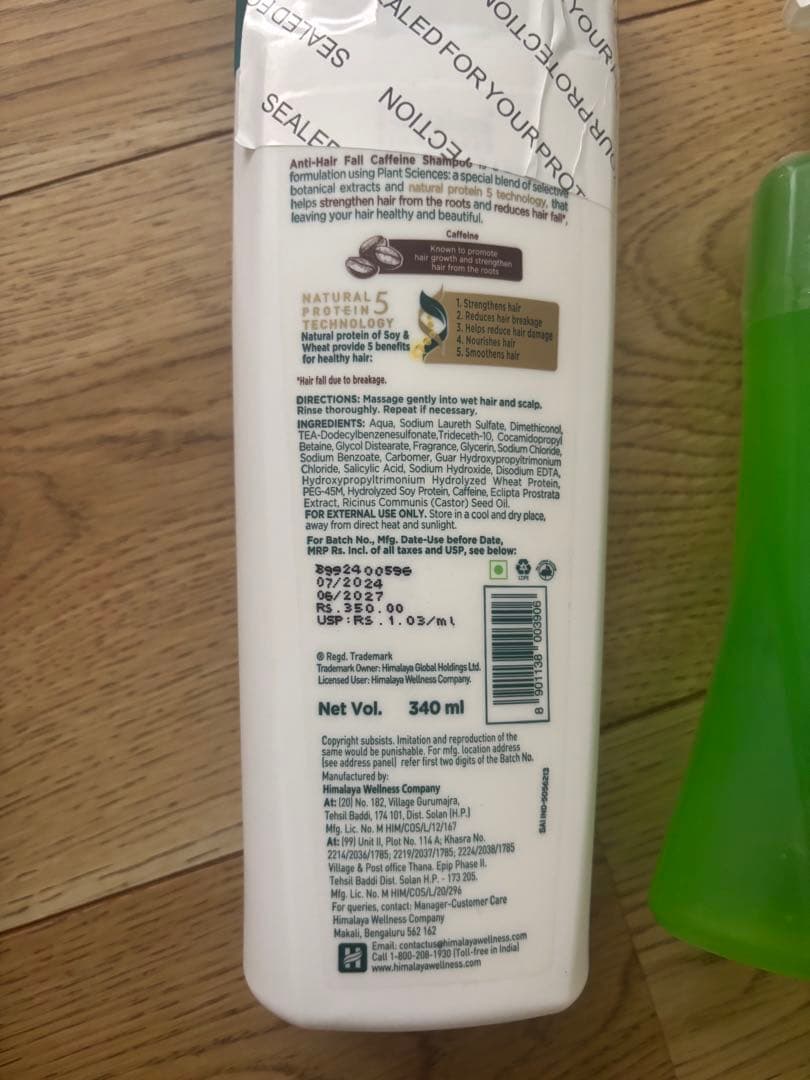 SEALED FO
SEALED
SEALED FOR YOUR PROT
YOUR
UR PROTECTION
SEALED
OTECTION
Anti-Hair Fall Caffeine Shampoo
formulation using Plant Sciences: a special blend of selective
botanical extracts and natural protein 5 technology, that
helps strengthen hair from the roots and reduces hair fall*,
leaving your hair healthy and beautiful.
Caffeine
Known to promote
hair growth and strengthen
hair from the roots
NATURAL
PROTEIN 5
TECHNOLOGY
Natural protein of Soy &
Wheat provide 5 benefits
for healthy hair:
1. Strengthens hair
2. Reduces hair breakage
3. Helps reduce hair damage
4. Nourishes hair
5. Smoothens hair
*Hair fall due to breakage.
DIRECTIONS: Massage gently into wet hair and scalp.
Rinse thoroughly. Repeat if necessary.
INGREDIENTS: Aqua, Sodium Laureth Sulfate, Dimethiconol,
TEA-Dodecylbenzenesulfonate,Trideceth-10, Cocamidopropyl
Betaine, Glycol Distearate, Fragrance, Glycerin, Sodium Chloride,
Sodium Benzoate, Carbomer, Guar Hydroxypropyltrimonium
Chloride, Salicylic Acid, Sodium Hydroxide, Disodium EDTA,
Hydroxypropyltrimonium Hydrolyzed Wheat Protein,
PEG-45M, Hydrolyzed Soy Protein, Caffeine, Eclipta Prostrata
Extract, Ricinus Communis (Castor) Seed Oil.
FOR EXTERNAL USE ONLY. Store in a cool and dry place,
away from direct heat and sunlight.
For Batch No., Mfg. Date-Use before Date,
MRP Rs. Incl. of all taxes and USP, see below:
892400596
07/2024
06/2027
RS.350.00
USP:RS.1.03/ml
LDPE
8 901138 003906
® Regd. Trademark
Trademark Owner: Himalaya Global Holdings Ltd.
Licensed User: Himalaya Wellness Company.
Net Vol. 340 ml
Copyright subsists. Imitation and reproduction of the
same would be punishable. For mfg. location address
(see address panel) refer first two digits of the Batch No.
Manufactured by:
Himalaya Wellness Company
At: (20) No. 182, Village Gurumajra,
Tehsil Baddi, 174 101, Dist. Solan (H.P.)
Mfg. Lic. No. M HIM/COS/L/12/167
At: (99) Unit II, Plot No. 114 A; Khasra No.
2214/2036/1785; 2219/2037/1785; 2224/2038/1785
Village & Post office Thana. Epip Phase II.
Tehsil Baddi Dist. Solan H.P. - 173 205.
Mfg. Lic. No. M HIM/COS/L/20/296
For queries, contact: Manager-Customer Care
Himalaya Wellness Company
Makali, Bengaluru 562 162
Email: contactus@himalayawellness.com
Call 1-800-208-1930 (Toll-free in India)
www.himalayawellness.com
SAI IND-5056213